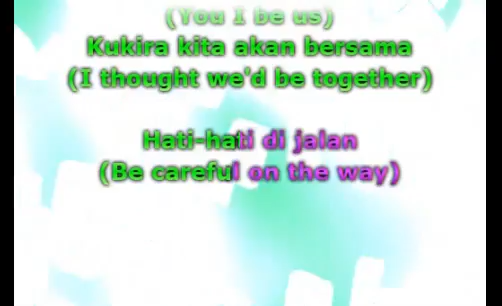 (You I be us)
Kukira kita akan bersama
(I thought we'd be together)
Hati-hati di jalan
(Be careful on the way)